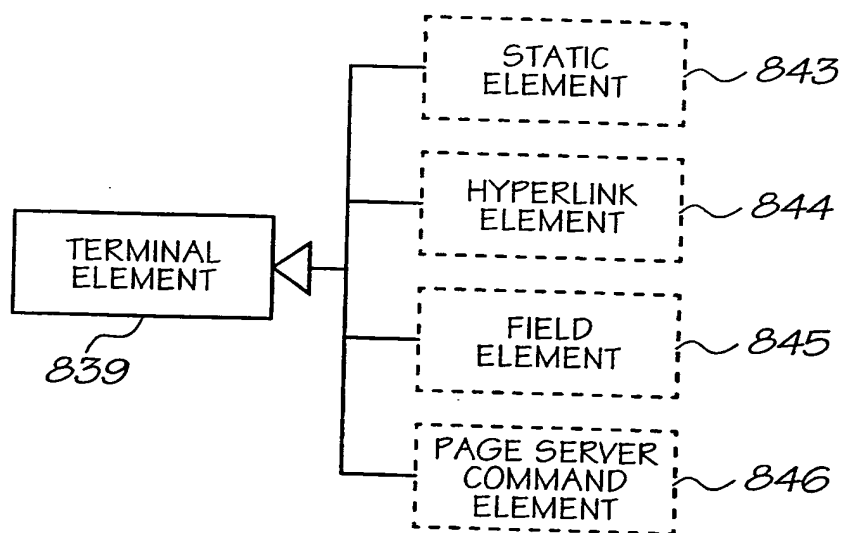 STATIC
ELEMENT
843
HYPERLINK
ELEMENT
844
TERMINAL
ELEMENT
839
FIELD
ELEMENT
845
PAGE SERVER
COMMAND
ELEMENT
846